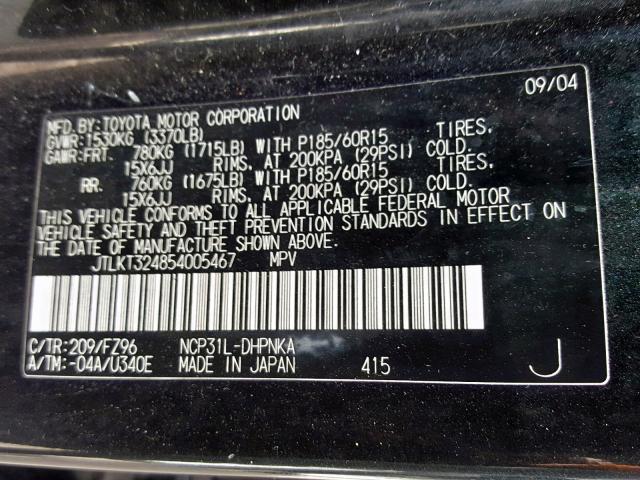 09/04
MFD.BY:TOYOTA MOTOR CORPORATION
GVWR:1530KG (3370LB)
GAWR:FRT. 780KG (1715LB) WITH P185/60R15 TIRES,
15X6JJ RIMS, AT 200KPA (29PSI) COLD.
RR. 760KG (1675LB) WITH P185/60R15 TIRES,
15X6JJ RIMS, AT 200KPA (29PSI) COLD.
THIS VEHICLE CONFORMS TO ALL APPLICABLE FEDERAL MOTOR
VEHICLE SAFETY AND THEFT PREVENTION STANDARDS IN EFFECT ON
THE DATE OF MANUFACTURE SHOWN ABOVE.
JTLKT324854005467 MPV
C/TR:209/FZ96 NCP31L-DHPNKA
A/TM:-04A/U340E MADE IN JAPAN 415 J